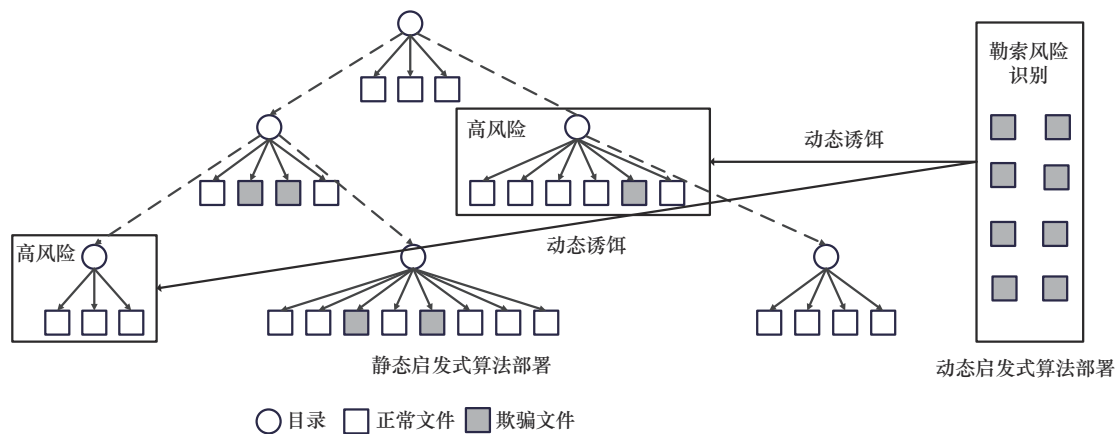 勒索风险
识别
高风险
动态诱饵
高风险
动态诱饵
静态启发式算法部署
动态启发式算法部署
目录
正常文件
欺骗文件